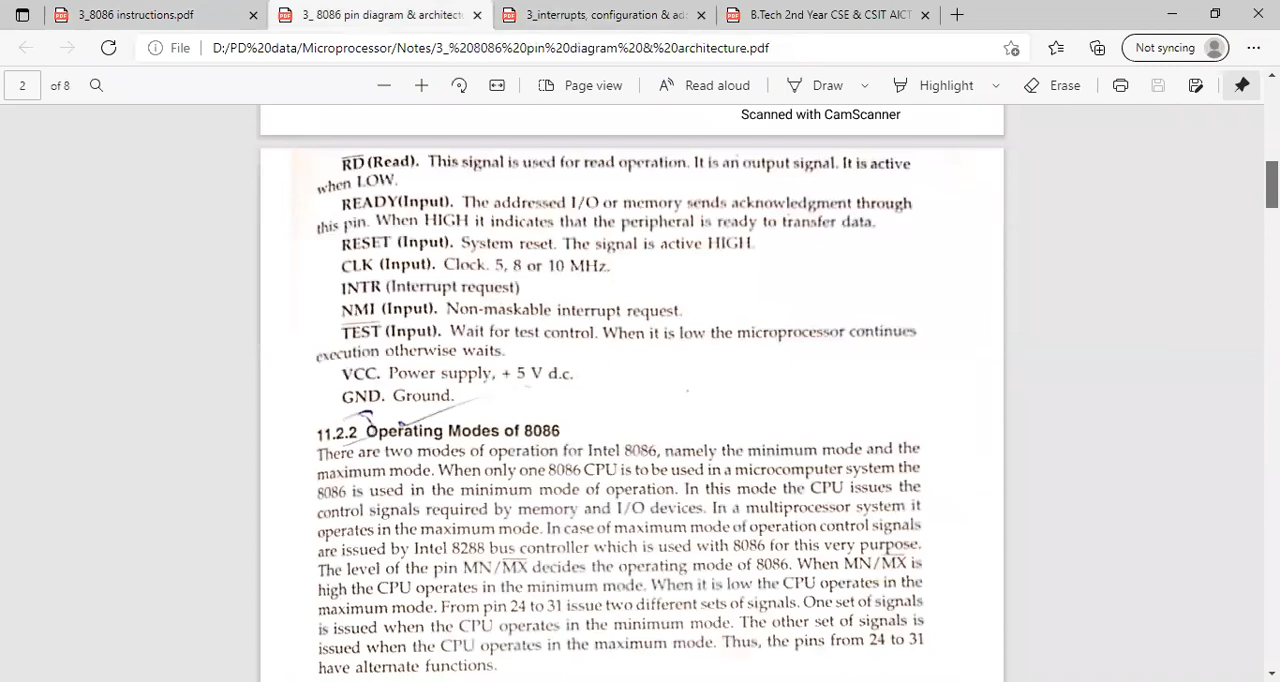 3_8086 instructions.pdf
3_ 8086 pin diagram & architectu
3_interrupts, configuration & ad
B.Tech 2nd Year CSE & CSIT AICT
File
D:/PD%20data/Microprocessor/Notes/3_%208086%20pin%20diagram%20&%20architecture.pdf
Not syncing
2 of 8
Page view
Read aloud
Draw
Highlight
Erase
Scanned with CamScanner
R̅D̅ (Read). This signal is used for read operation. It is an output signal. It is active
when LOW.
READY(Input). The addressed I/O or memory sends acknowledgment through
this pin. When HIGH it indicates that the peripheral is ready to transfer data.
RESET (Input). System reset. The signal is active HIGH.
CLK (Input). Clock. 5, 8 or 10 MHz.
INTR (Interrupt request)
NMI (Input). Non-maskable interrupt request.
T̅E̅S̅T̅ (Input). Wait for test control. When it is low the microprocessor continues
execution otherwise waits.
VCC. Power supply, + 5 V d.c.
GND. Ground.
11.2.2 Operating Modes of 8086
There are two modes of operation for Intel 8086, namely the minimum mode and the
maximum mode. When only one 8086 CPU is to be used in a microcomputer system the
8086 is used in the minimum mode of operation. In this mode the CPU issues the
control signals required by memory and I/O devices. In a multiprocessor system it
operates in the maximum mode. In case of maximum mode of operation control signals
are issued by Intel 8288 bus controller which is used with 8086 for this very purpose.
The level of the pin MN/M̅X̅ decides the operating mode of 8086. When MN/M̅X̅ is
high the CPU operates in the minimum mode. When it is low the CPU operates in the
maximum mode. From pin 24 to 31 issue two different sets of signals. One set of signals
is issued when the CPU operates in the minimum mode. The other set of signals is
issued when the CPU operates in the maximum mode. Thus, the pins from 24 to 31
have alternate functions.